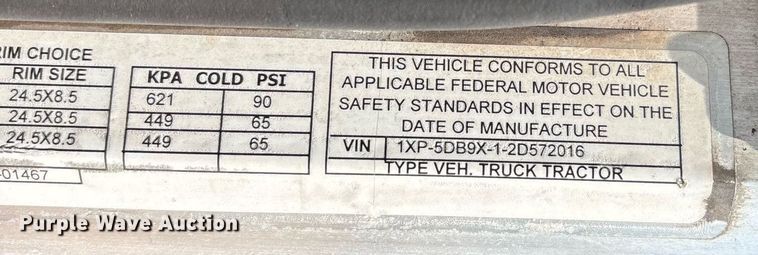 RIM CHOICE
RIM SIZE
24.5X8.5
24.5X8.5
24.5X8.5
-01467
KPA COLD PSI
621 90
449 65
449 65
THIS VEHICLE CONFORMS TO ALL
APPLICABLE FEDERAL MOTOR VEHICLE
SAFETY STANDARDS IN EFFECT ON THE
DATE OF MANUFACTURE
VIN 1XP-5DB9X-1-2D572016
TYPE VEH. TRUCK TRACTOR
Purple Wave Auction